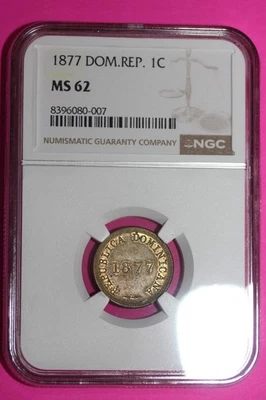 1877 DOM.REP. 1C
MS 62
8396080-007
NUMISMATIC GUARANTY COMPANY
NGC
REPUBLICA DOMINICANA
1877